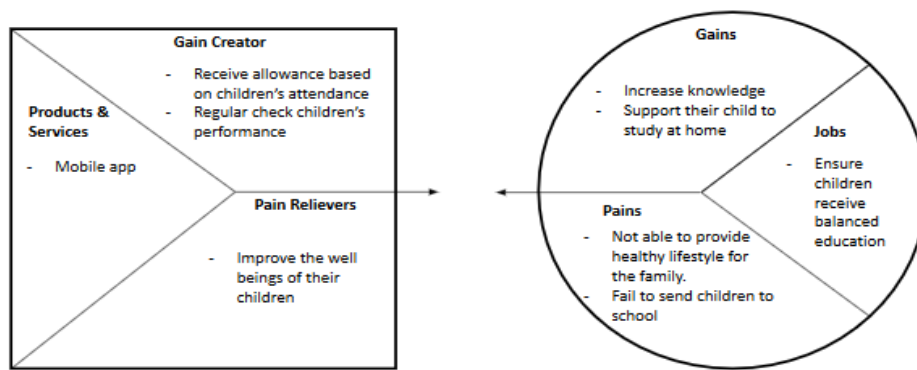 Gain Creator
- Receive allowance based
on children's attendance
- Regular check children's
performance
Products &
Services
- Mobile app
Pain Relievers
- Improve the well
beings of their
children
Gains
- Increase knowledge
- Support their child to
study at home
Jobs
- Ensure
children
receive
balanced
education
Pains
- Not able to provide
healthy lifestyle for
the family.
- Fail to send children to
school